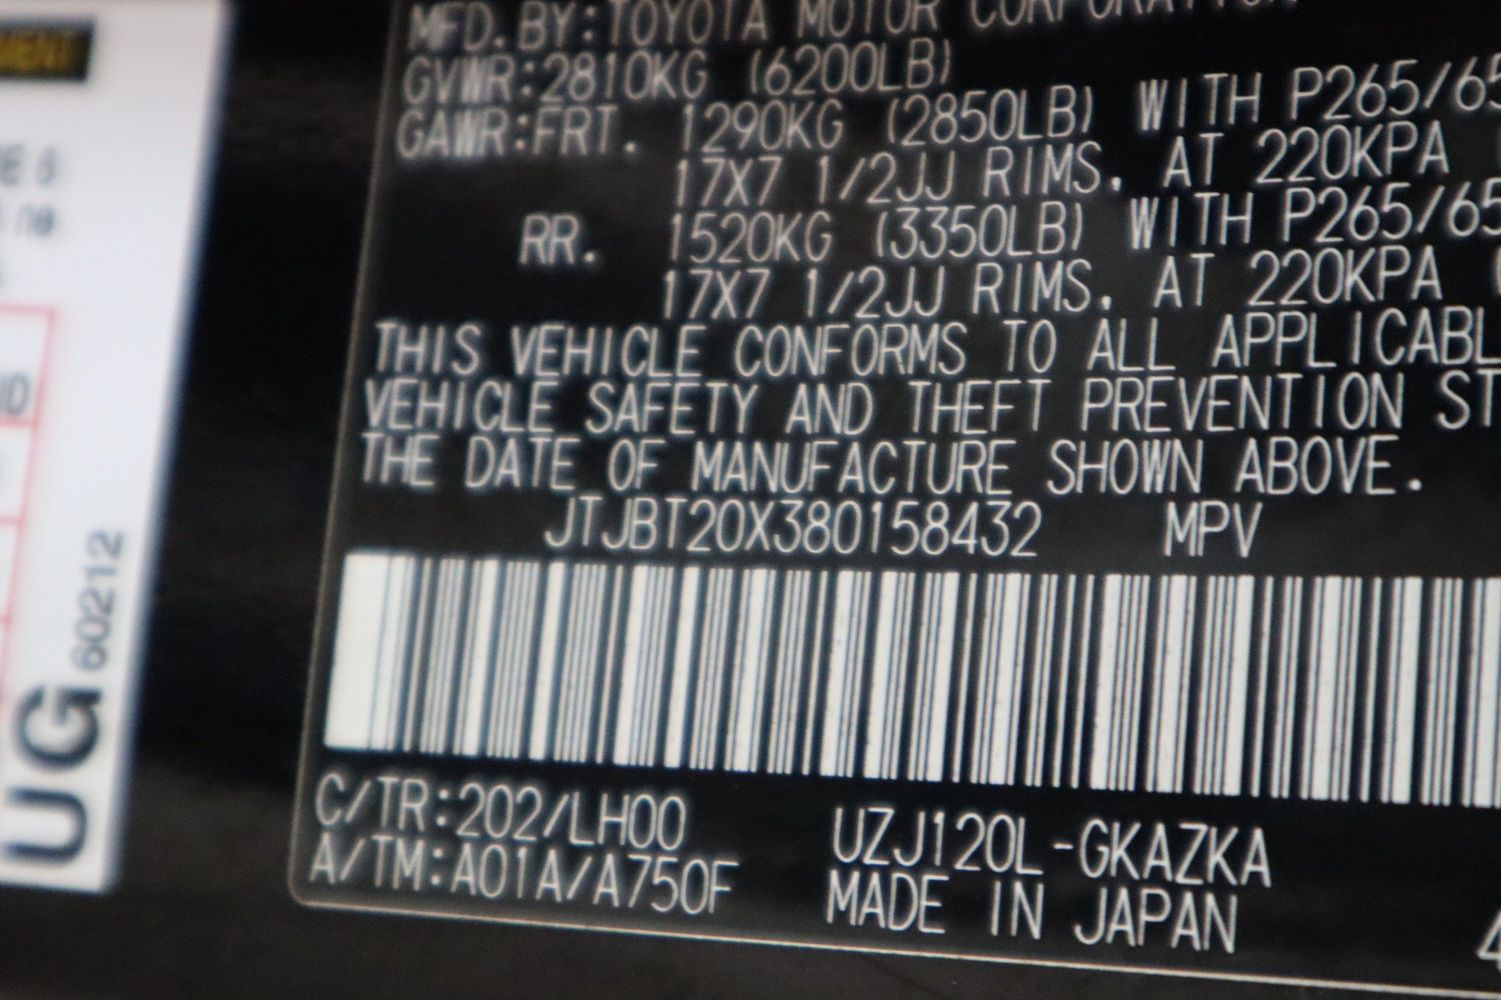 MFD. BY: TOYOTA MOTOR CORPORATION
GVWR: 2810KG (6200LB)
GAWR: FRT. 1290KG (2850LB) WITH P265/65
17X7 1/2JJ RIMS, AT 220KPA (
RR. 1520KG (3350LB) WITH P265/65
17X7 1/2JJ RIMS, AT 220KPA (
THIS VEHICLE CONFORMS TO ALL APPLICABL
VEHICLE SAFETY AND THEFT PREVENTION ST
THE DATE OF MANUFACTURE SHOWN ABOVE.
JTJBT20X380158432 MPV
C/TR: 202/LH00 UZJ120L-GKAZKA
A/TM: A01A/A750F MADE IN JAPAN
UG 60212